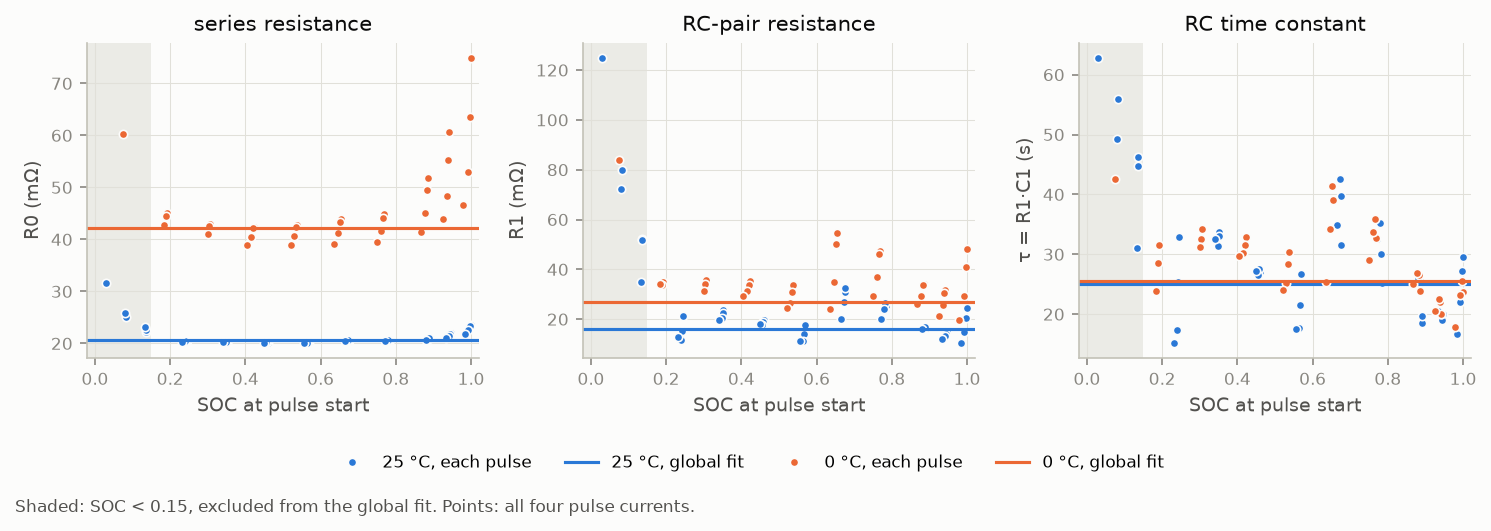 series resistance
RC-pair resistance
RC time constant
R0 (mΩ)
70
60
50
40
30
20
0.0 0.2 0.4 0.6 0.8 1.0
SOC at pulse start
R1 (mΩ)
120
100
80
60
40
20
0.0 0.2 0.4 0.6 0.8 1.0
SOC at pulse start
τ = R1·C1 (s)
60
50
40
30
20
0.0 0.2 0.4 0.6 0.8 1.0
SOC at pulse start
25 °C, each pulse 25 °C, global fit 0 °C, each pulse 0 °C, global fit
Shaded: SOC < 0.15, excluded from the global fit. Points: all four pulse currents.